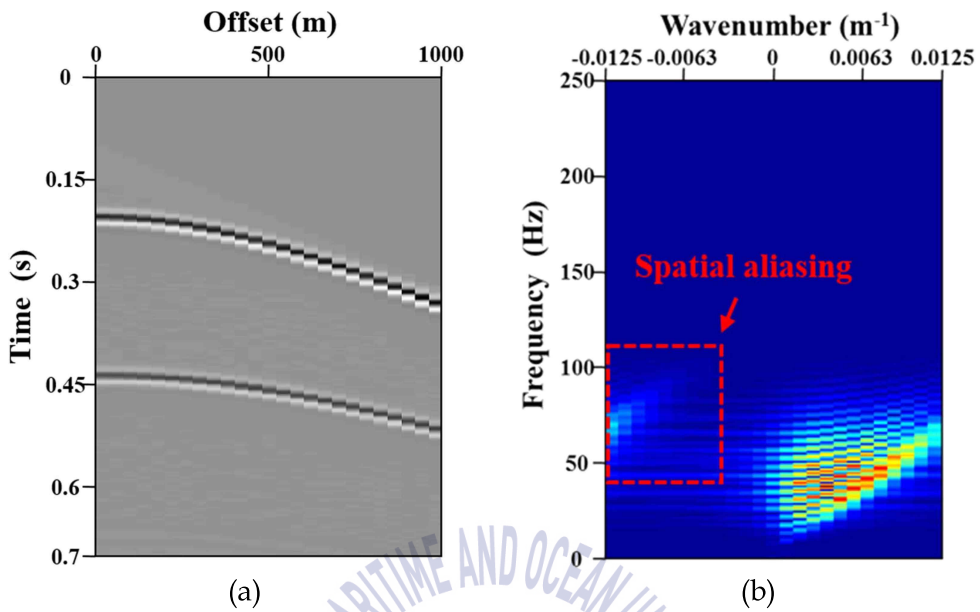 Offset (m)
0 500 1000
Time (s)
0
0.15
0.3
0.45
0.6
0.7
(a)
Wavenumber (m-1)
-0.0125 -0.0063 0 0.0063 0.0125
Frequency (Hz)
250
200
150
100
50
0
Spatial aliasing
(b)
RITIME AND OCEAN U